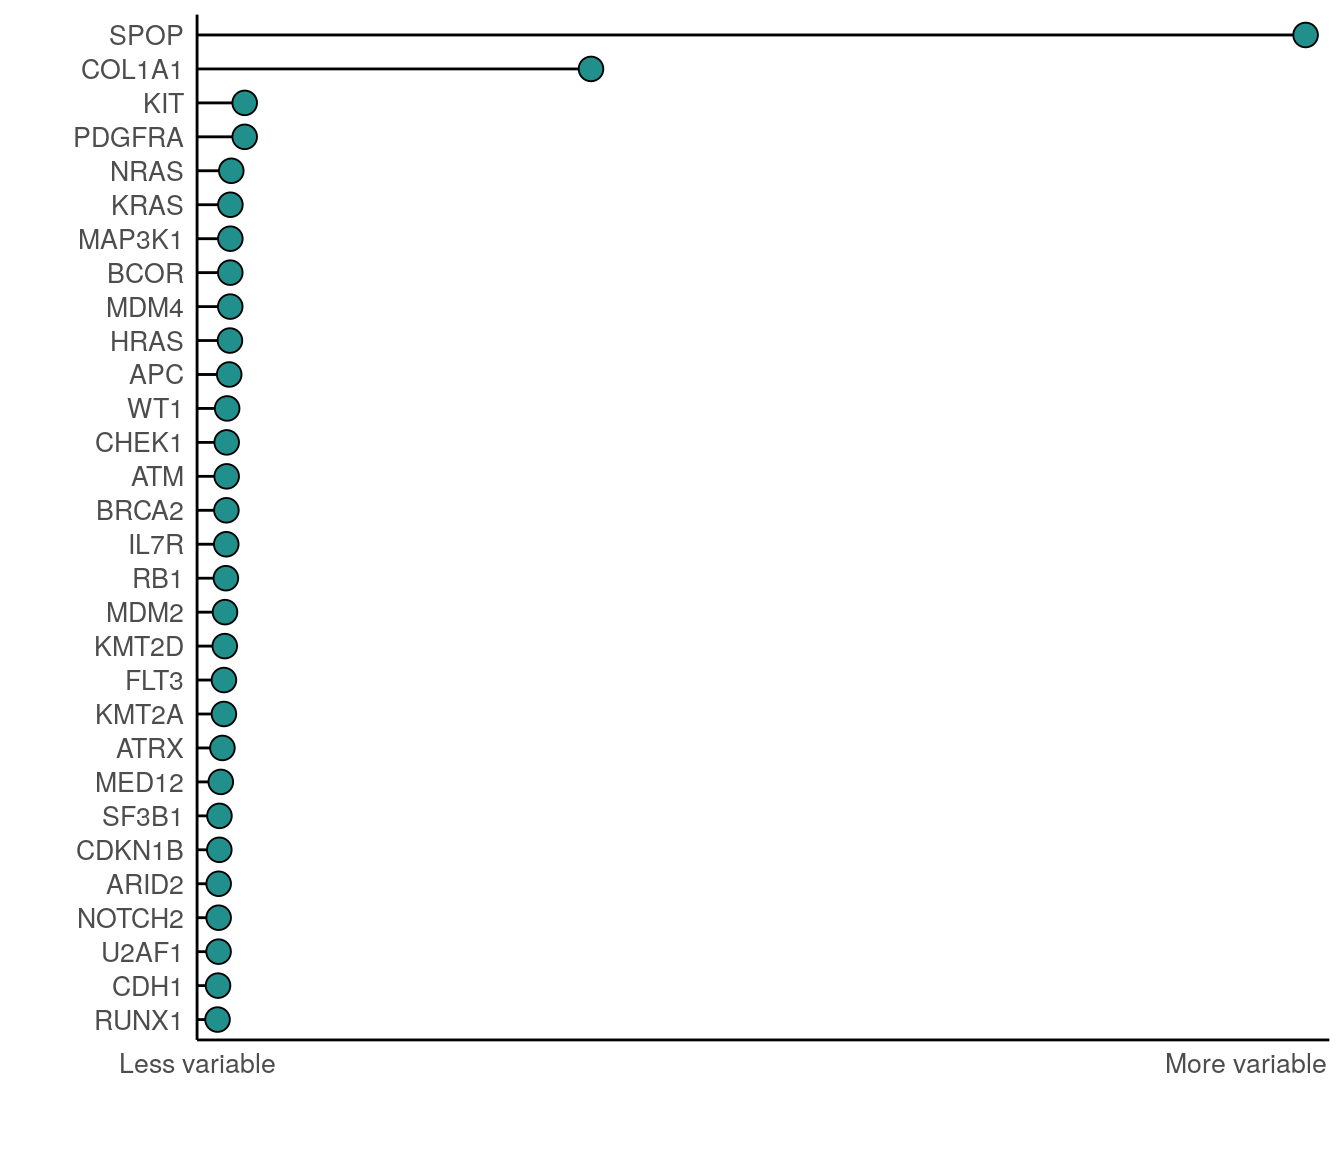 SPOP
COL1A1
KIT
PDGFRA
NRAS
KRAS
MAP3K1
BCOR
MDM4
HRAS
APC
WT1
CHEK1
ATM
BRCA2
IL7R
RB1
MDM2
KMT2D
FLT3
KMT2A
ATRX
MED12
SF3B1
CDKN1B
ARID2
NOTCH2
U2AF1
CDH1
RUNX1
Less variable
More variable